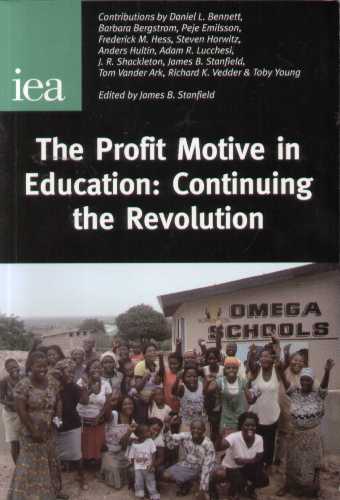 Contributions by Daniel L. Bennett,
Barbara Bergstrom, Peje Emilsson,
Frederick M. Hess, Steven Horwitz,
Anders Hultin, Adam R. Lucchesi,
J. R. Shackleton, James B. Stanfield,
Tom Vander Ark, Richard K. Vedder & Toby Young
iea
Edited by James B. Stanfield
The Profit Motive in
Education: Continuing
the Revolution
OMEGA
SCHOOLS